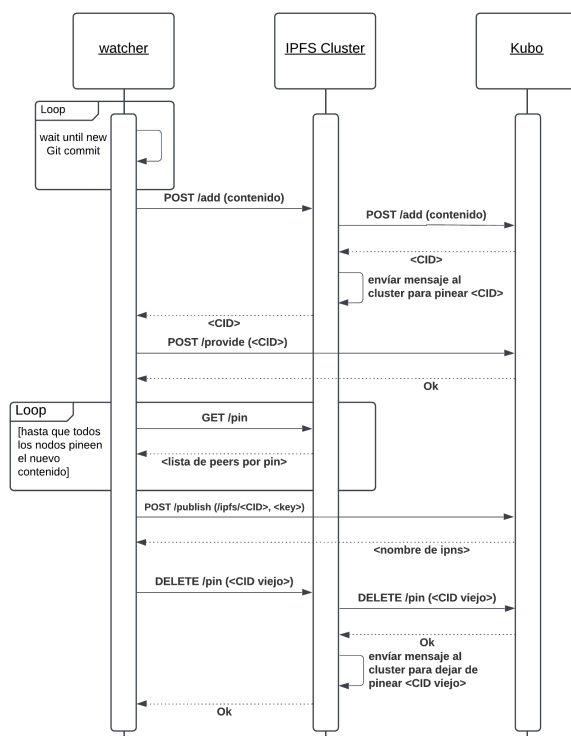 watcher
IPFS Cluster
Kubo
Loop
wait until new
Git commit
POST /add (contenido)
POST /add (contenido)
<CID>
envíar mensaje al
cluster para pinear <CID>
<CID>
POST /provide (<CID>)
Ok
Loop
[hasta que todos
los nodos pineen
el nuevo
contenido]
GET /pin
<lista de peers por pin>
POST /publish (/ipfs/<CID>, <key>)
<nombre de ipns>
DELETE /pin (<CID viejo>)
DELETE /pin (<CID viejo>)
Ok
envíar mensaje al
cluster para dejar de
pinear <CID viejo>
Ok